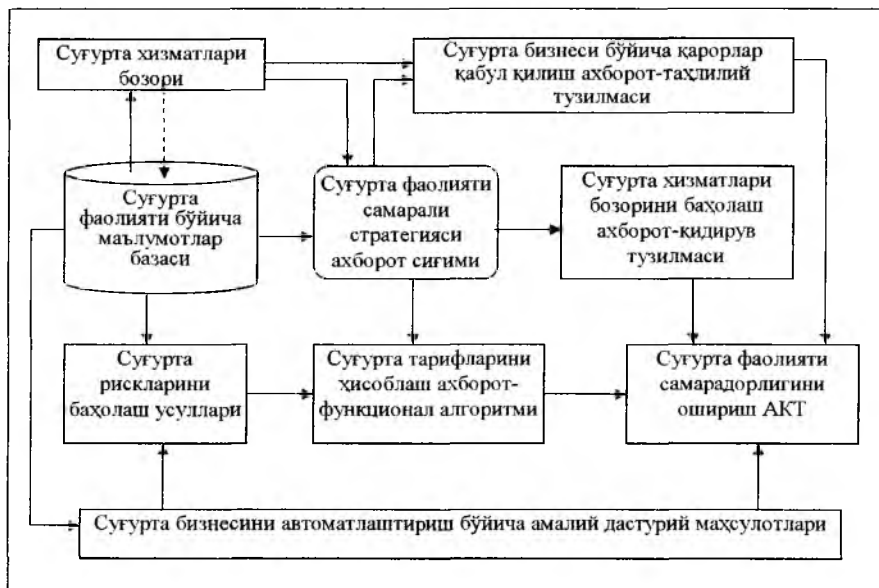 Суғурта хизматлари
бозори
Суғурта бизнеси бўйича қарорлар
қабул қилиш ахборот-таҳлилий
тузилмаси
Суғурта
фаолияти бўйича
маълумотлар
базаси
Суғурта фаолияти
самарали
стратегияси
ахборот сиғими
Суғурта хизматлари
бозорини баҳолаш
ахборот-қидирув
тузилмаси
Суғурта
рискларини
баҳолаш усуллари
Суғурта тарифларини
ҳисоблаш ахборот-
функционал алгоритми
Суғурта фаолияти
самарадорлигини
ошириш АКТ
Суғурта бизнесини автоматлаштириш бўйича амалий дастурий маҳсулотлари